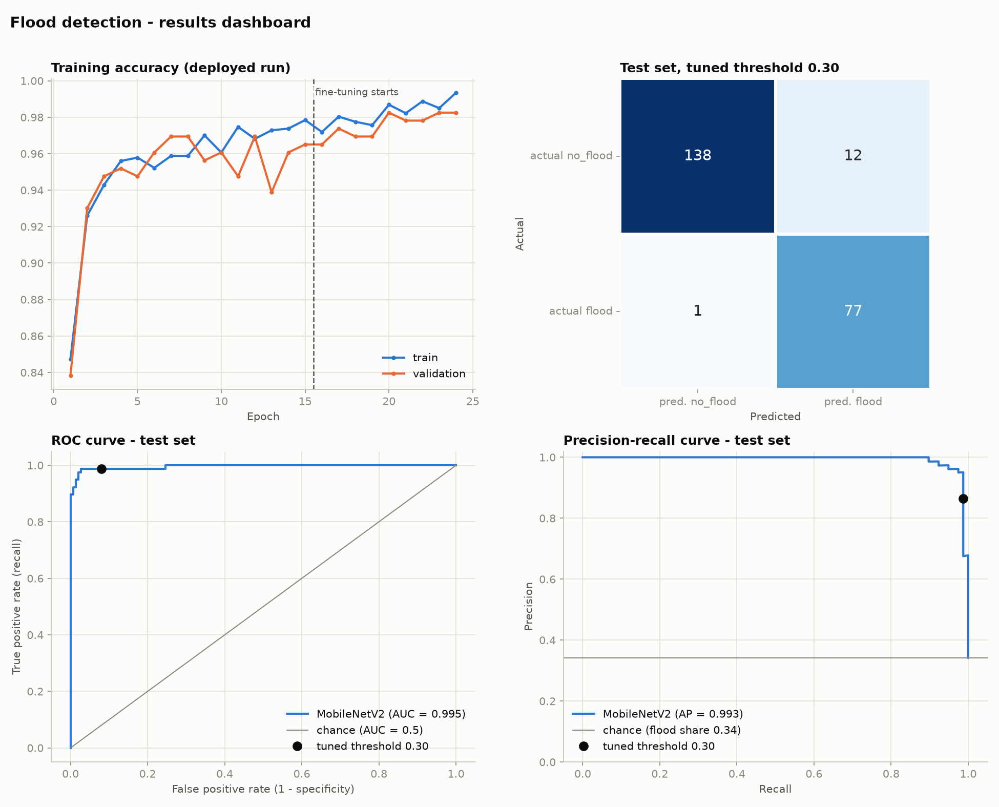 Flood detection - results dashboard
Training accuracy (deployed run)
1.00
0.98
0.96
0.94
0.92
0.90
0.88
0.86
0.84
fine-tuning starts
train
validation
0 5 10 15 20 25
Epoch
Test set, tuned threshold 0.30
Actual
actual no_flood
138 12
actual flood
1 77
pred. no_flood pred. flood
Predicted
ROC curve - test set
True positive rate (recall)
1.0
0.8
0.6
0.4
0.2
0.0
MobileNetV2 (AUC = 0.995)
chance (AUC = 0.5)
tuned threshold 0.30
0.0 0.2 0.4 0.6 0.8 1.0
False positive rate (1 - specificity)
Precision-recall curve - test set
Precision
1.0
0.8
0.6
0.4
0.2
0.0
MobileNetV2 (AP = 0.993)
chance (flood share 0.34)
tuned threshold 0.30
0.0 0.2 0.4 0.6 0.8 1.0
Recall